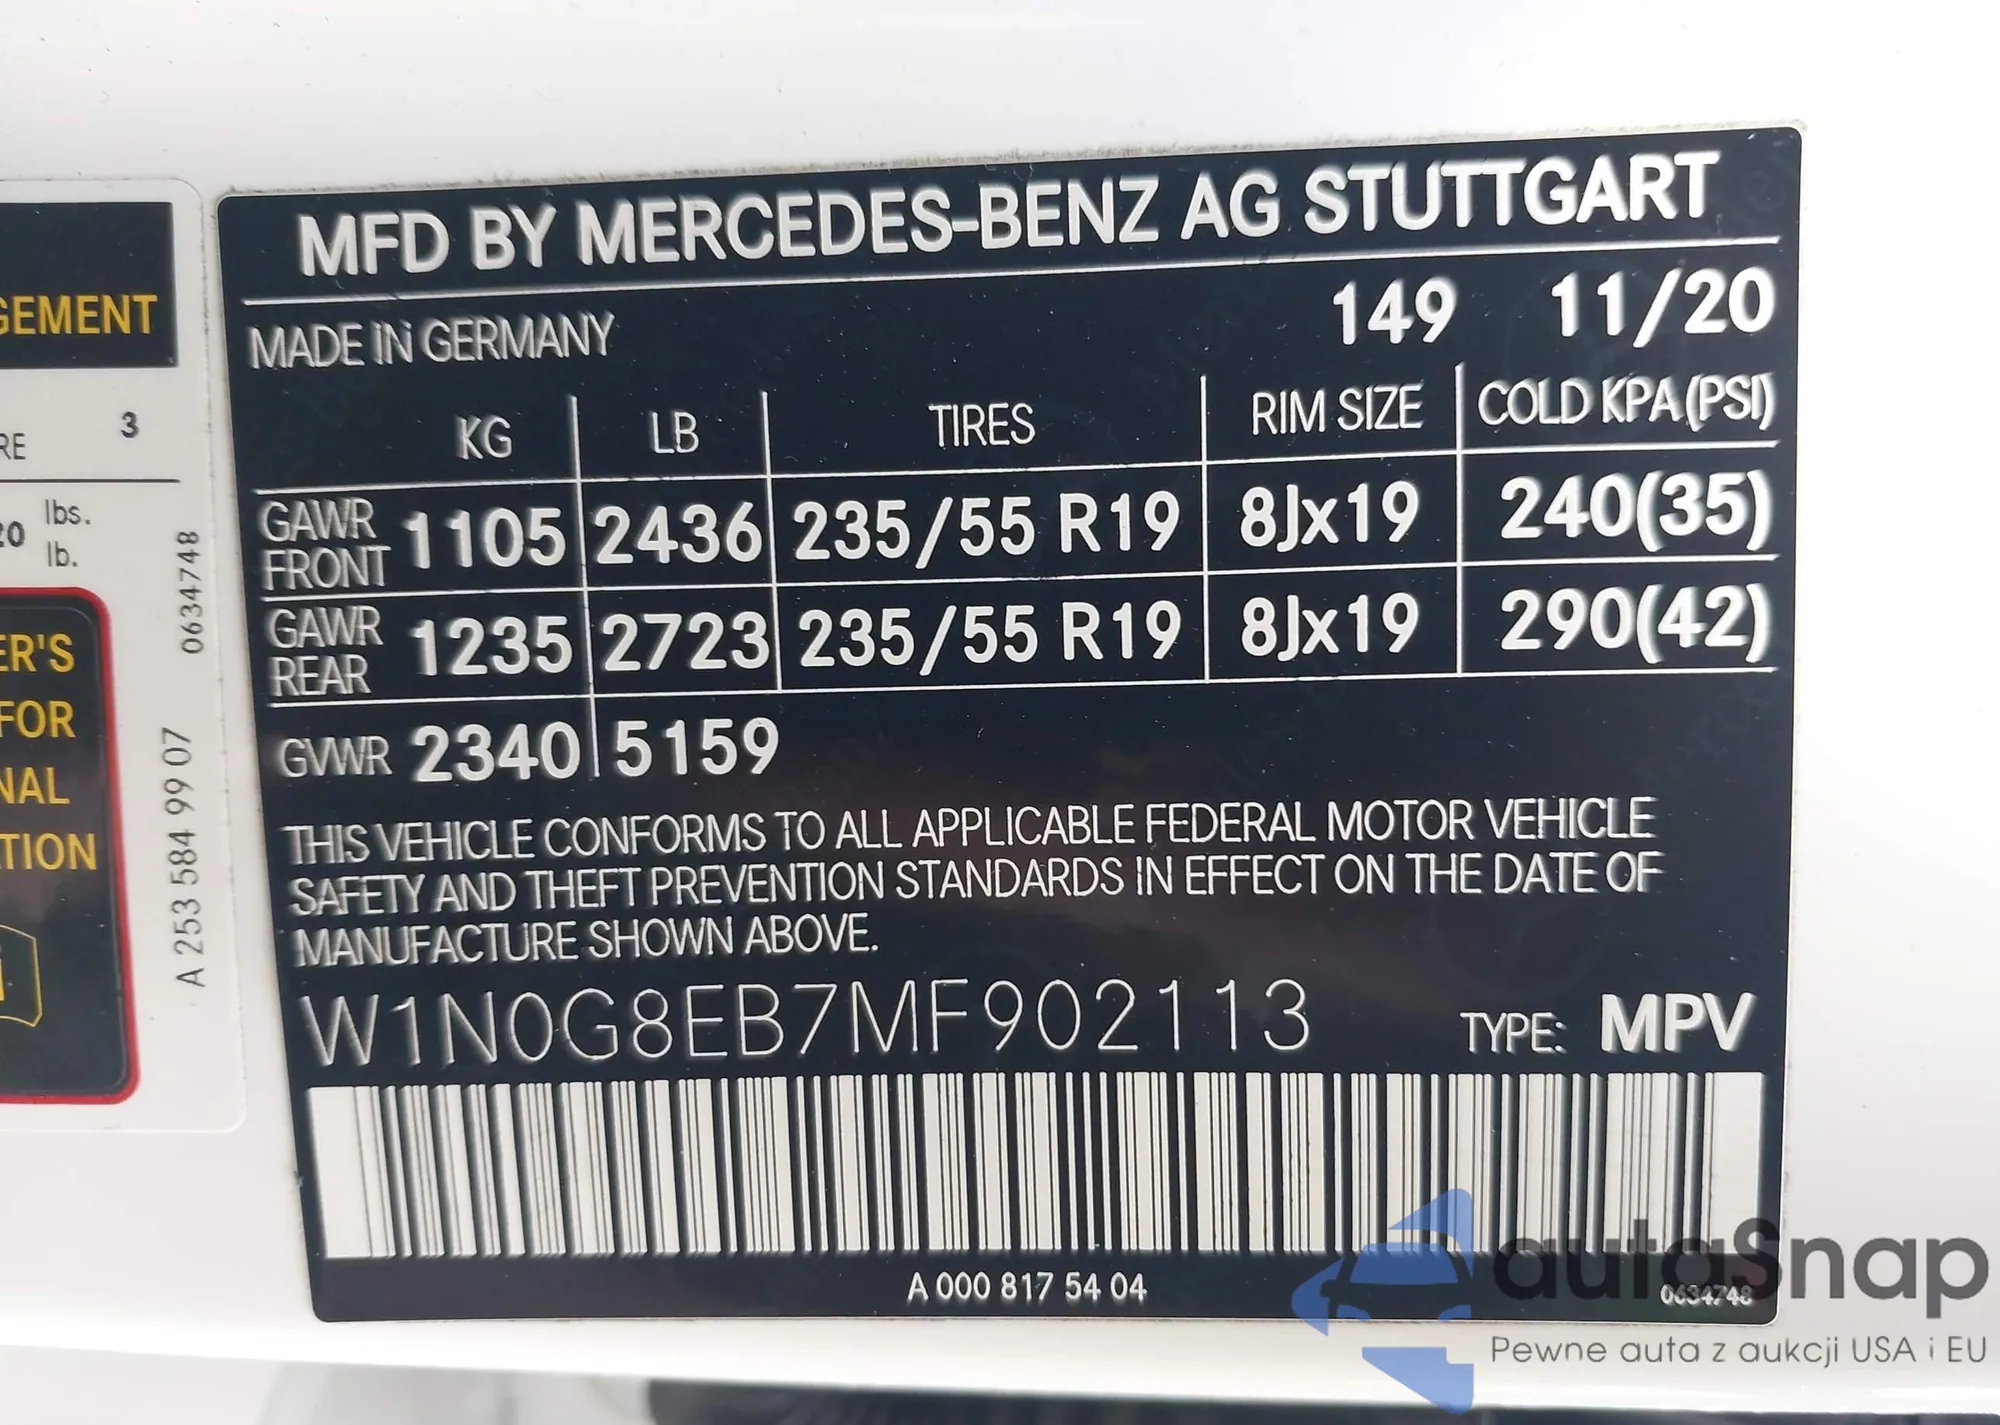 GEMENT
RE 3
20 lbs.
lb.
ER'S
FOR
NAL
TION
0634748
A 253 584 99 07
MFD BY MERCEDES-BENZ AG STUTTGART
MADE IN GERMANY 149 11/20
KG LB TIRES RIM SIZE COLD KPA (PSI)
GAWR FRONT 1105 2436 235/55 R19 8Jx19 240(35)
GAWR REAR 1235 2723 235/55 R19 8Jx19 290(42)
GVWR 2340 5159
THIS VEHICLE CONFORMS TO ALL APPLICABLE FEDERAL MOTOR VEHICLE
SAFETY AND THEFT PREVENTION STANDARDS IN EFFECT ON THE DATE OF
MANUFACTURE SHOWN ABOVE.
W1N0G8EB7MF902113 TYPE: MPV
A 000 817 54 04 0634748
autaSnap
Pewne auta z aukcji USA i EU